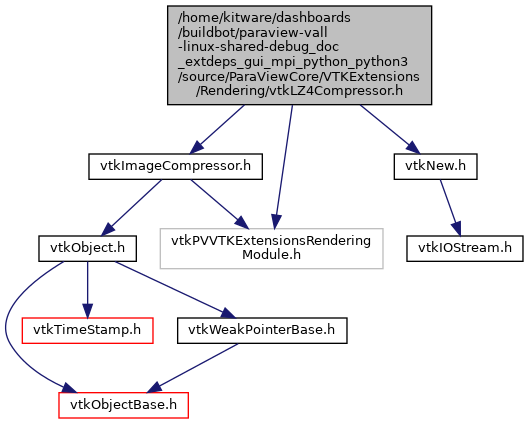 /home/kitware/dashboards
/buildbot/paraview-vall
-linux-shared-debug_doc
_extdeps_gui_mpi_python_python3
/source/ParaViewCore/VTKExtensions
/Rendering/vtkLZ4Compressor.h
vtkImageCompressor.h
vtkNew.h
vtkObject.h
vtkPVVTKExtensionsRendering
Module.h
vtkIOStream.h
vtkTimeStamp.h
vtkWeakPointerBase.h
vtkObjectBase.h